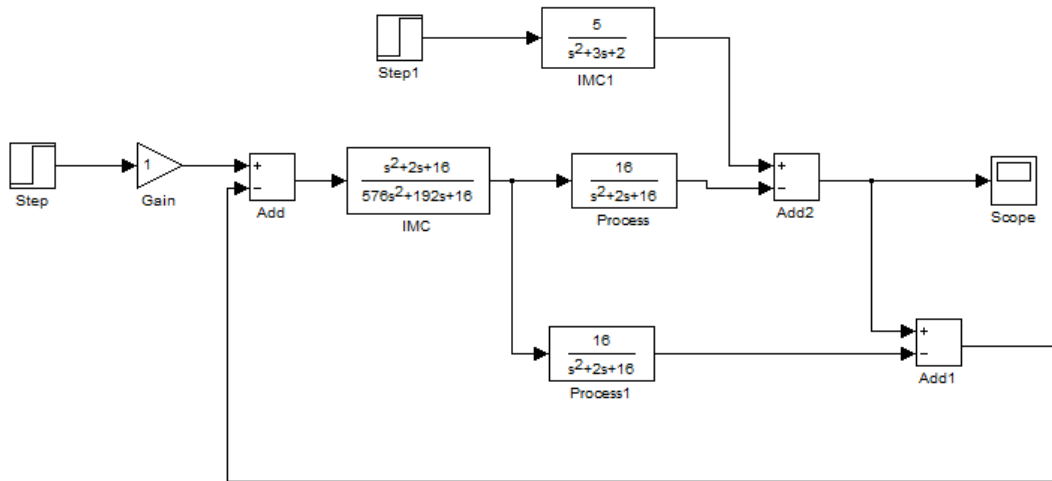 5
s²+3s+2
Step1
IMC1
1
+
−
s²+2s+16
576s²+192s+16
16
s²+2s+16
+
−
Step
Gain
Add
IMC
Process
Add2
Scope
16
s²+2s+16
+
−
Process1
Add1